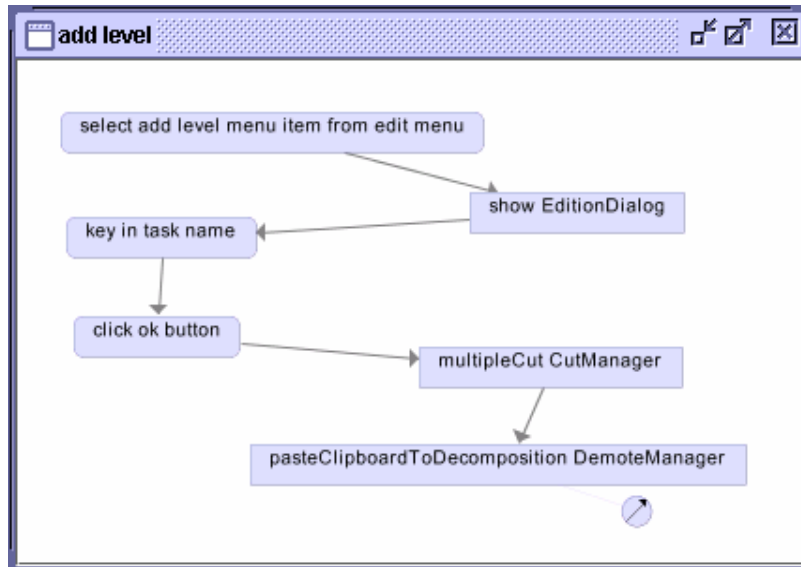 add level
select add level menu item from edit menu
show EditionDialog
key in task name
click ok button
multipleCut CutManager
pasteClipboardToDecomposition DemoteManager